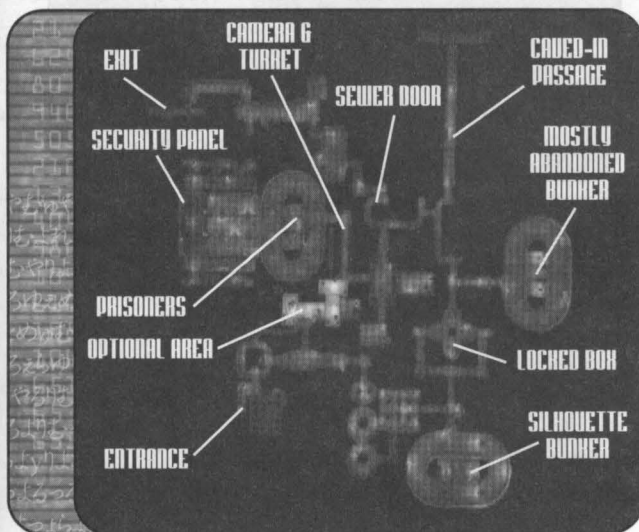 EXIT
CAMERA &
TURRET
CAVED-IN
PASSAGE
SEWER DOOR
SECURITY PANEL
MOSTLY
ABANDONED
BUNKER
PRISONERS
OPTIONAL AREA
LOCKED BOX
ENTRANCE
SILHOUETTE
BUNKER